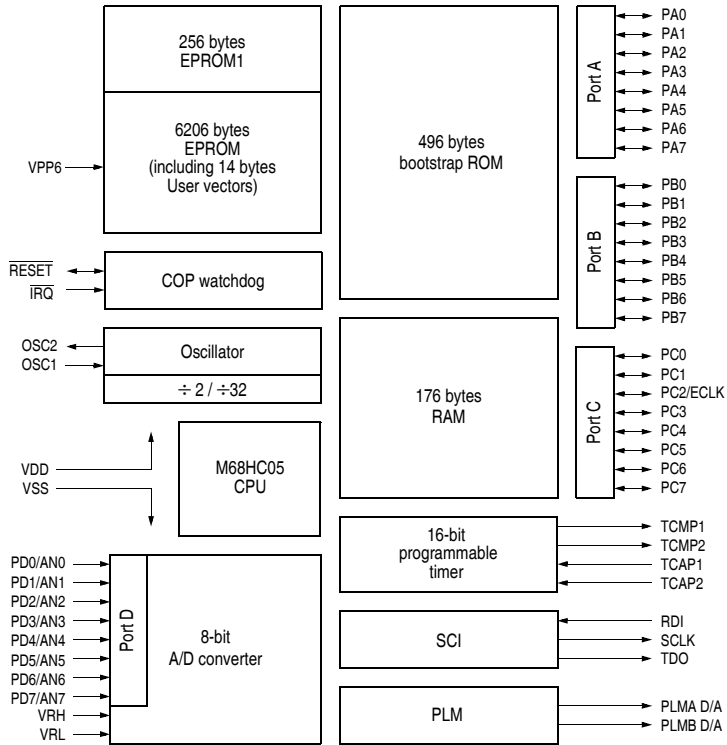 256 bytes
EPROM1
6206 bytes
EPROM
(including 14 bytes
User vectors)
VPP6
RESET
IRQ
COP watchdog
OSC2
OSC1
Oscillator
÷ 2 / ÷32
VDD
VSS
M68HC05
CPU
PD0/AN0
PD1/AN1
PD2/AN2
PD3/AN3
PD4/AN4
PD5/AN5
PD6/AN6
PD7/AN7
VRH
VRL
Port D
8-bit
A/D converter
496 bytes
bootstrap ROM
176 bytes
RAM
16-bit
programmable
timer
SCI
PLM
Port A
PA0
PA1
PA2
PA3
PA4
PA5
PA6
PA7
Port B
PB0
PB1
PB2
PB3
PB4
PB5
PB6
PB7
Port C
PC0
PC1
PC2/ECLK
PC3
PC4
PC5
PC6
PC7
TCMP1
TCMP2
TCAP1
TCAP2
RDI
SCLK
TDO
PLMA D/A
PLMB D/A